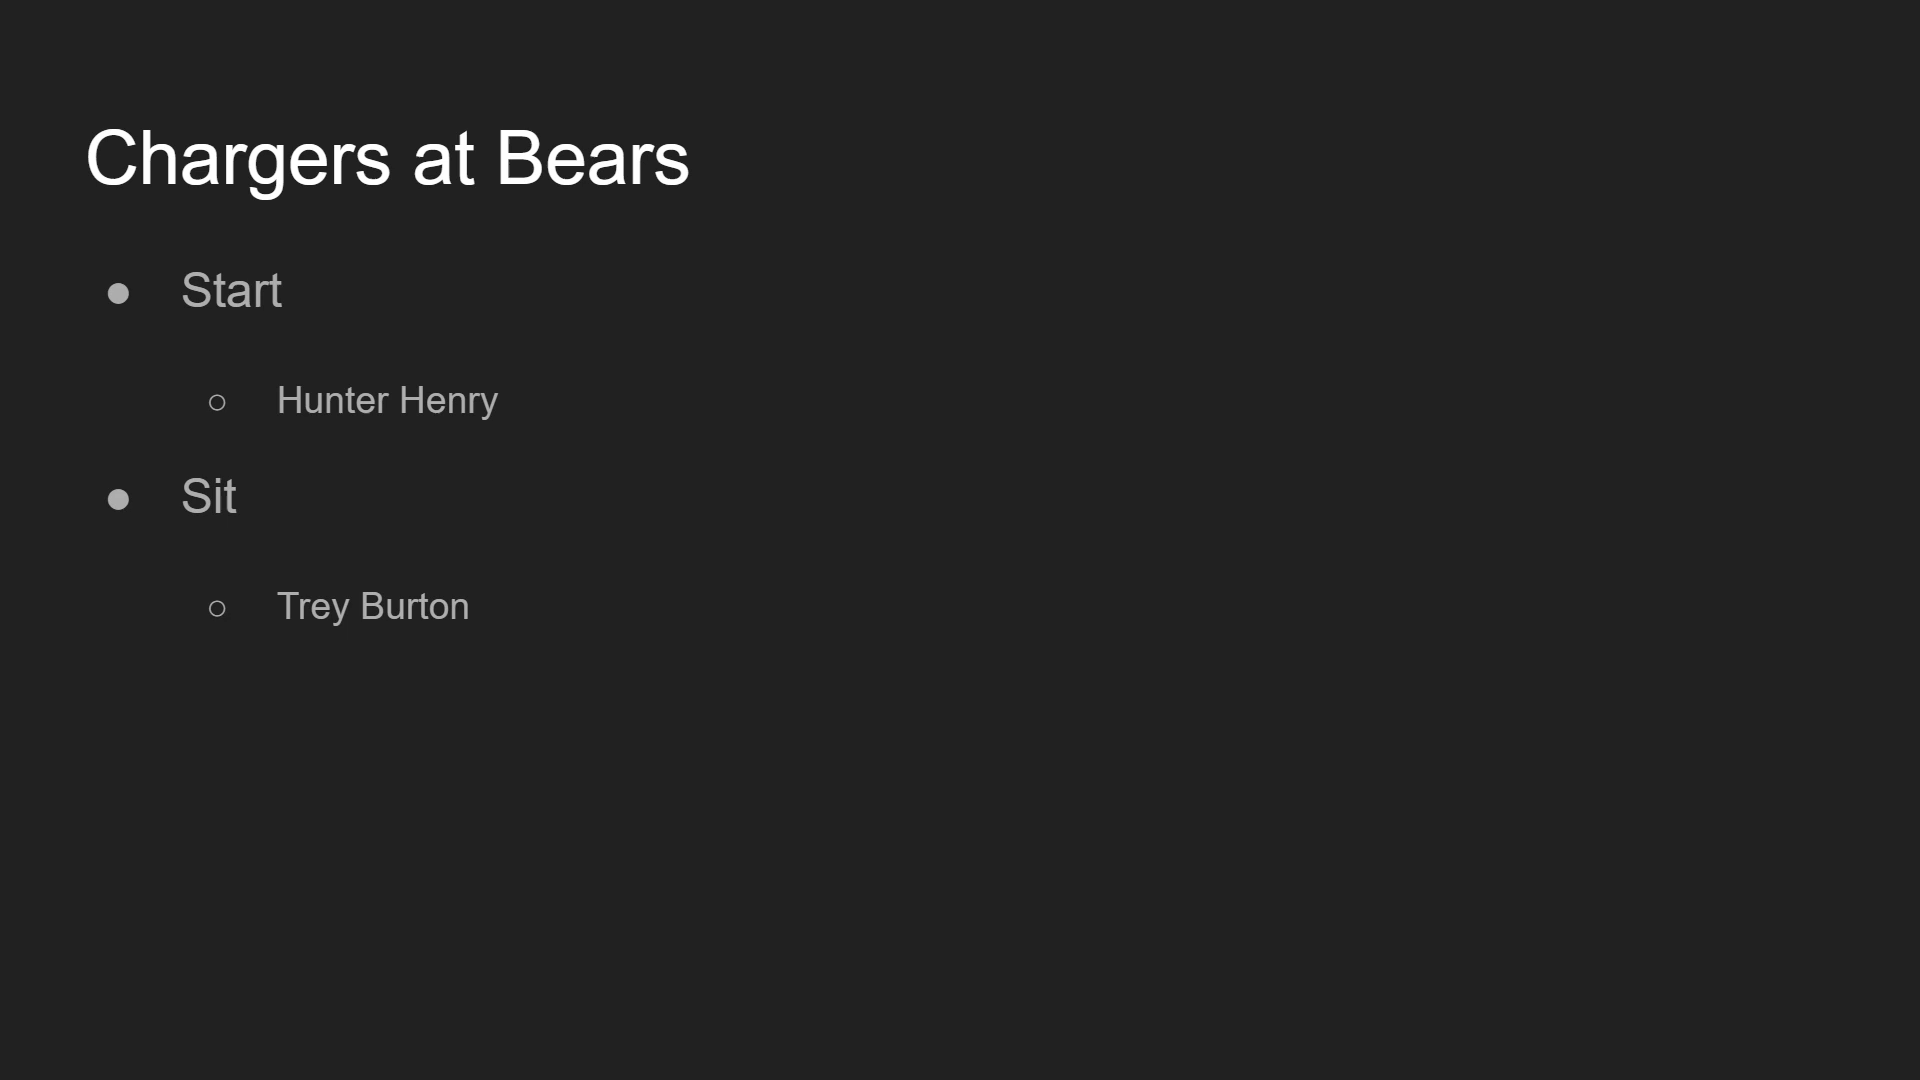 Chargers at Bears
● Start
○ Hunter Henry
● Sit
○ Trey Burton